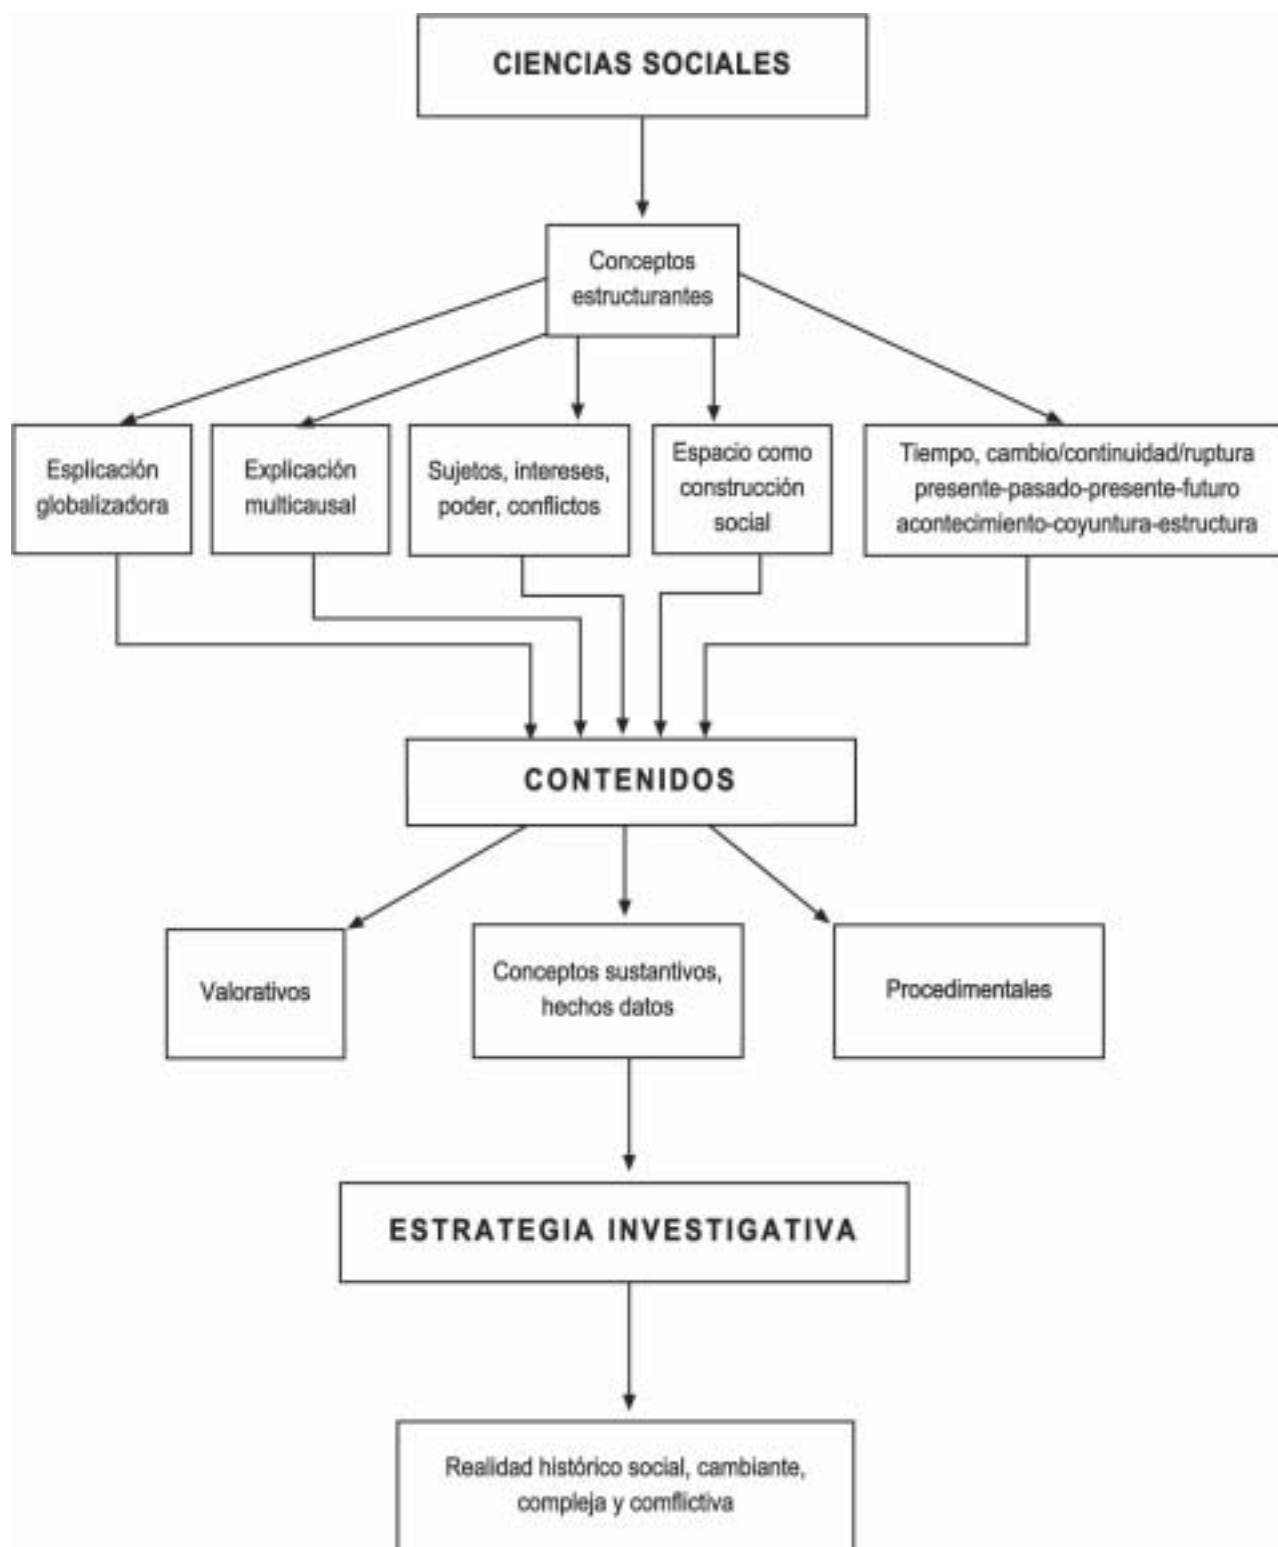 CIENCIAS SOCIALES
Conceptos
estructurantes
Esplicación
globalizadora
Explicación
multicausal
Sujetos, intereses,
poder, conflictos
Espacio como
construcción
social
Tiempo, cambio/continuidad/ruptura
presente-pasado-presente-futuro
acontecimiento-coyuntura-estructura
CONTENIDOS
Valorativos
Conceptos sustantivos,
hechos datos
Procedimentales
ESTRATEGIA INVESTIGATIVA
Realidad histórico social, cambiante,
compleja y comflictiva